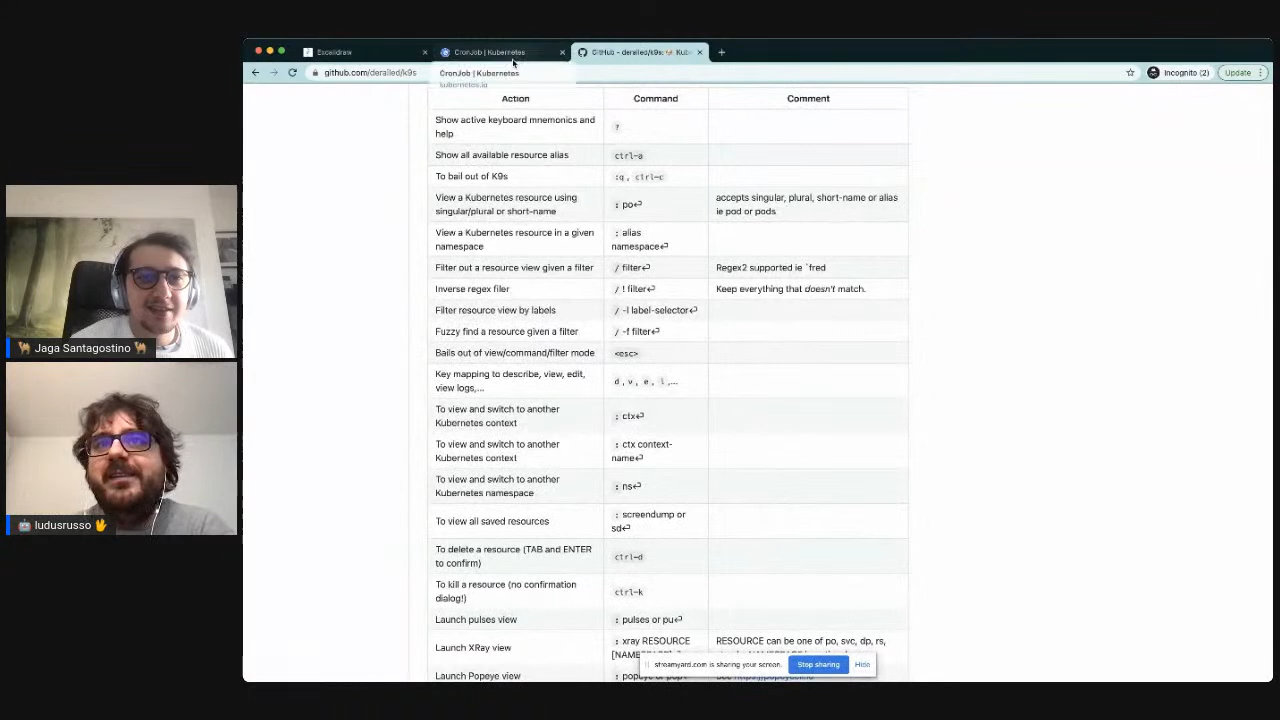 Excalidraw
CronJob | Kubernetes
GitHub - derailed/k9s: 🐶 Kub
github.com/derailed/k9s
CronJob | Kubernetes
kubernetes.io
Incognito (2)
Update
Action Command Comment
Show active keyboard mnemonics and
help
?
Show all available resource alias
ctrl-a
To bail out of K9s
:q, ctrl-c
View a Kubernetes resource using
singular/plural or short-name
: po⏎
accepts singular, plural, short-name or alias
ie pod or pods
View a Kubernetes resource in a given
namespace
: alias
namespace⏎
Filter out a resource view given a filter
/ filter⏎
Regex2 supported ie `fred
Inverse regex filer
/ ! filter⏎
Keep everything that doesn't match.
Filter resource view by labels
/ -l label-selector⏎
Fuzzy find a resource given a filter
/ -f filter⏎
Bails out of view/command/filter mode
<esc>
Key mapping to describe, view, edit,
view logs,...
d, v, e, l,...
To view and switch to another
Kubernetes context
: ctx⏎
To view and switch to another
Kubernetes context
: ctx context-
name⏎
To view and switch to another
Kubernetes namespace
: ns⏎
To view all saved resources
: screendump or
sd⏎
To delete a resource (TAB and ENTER
to confirm)
ctrl-d
To kill a resource (no confirmation
dialog!)
ctrl-k
Launch pulses view
: pulses or pu⏎
Launch XRay view
: xray RESOURCE
RESOURCE can be one of po, svc, dp, rs,
Launch Popeye view
streamyard.com is sharing your screen.
Stop sharing
Hide
🐫 Jaga Santagostino 🐫
🤖 ludusrusso 🖖